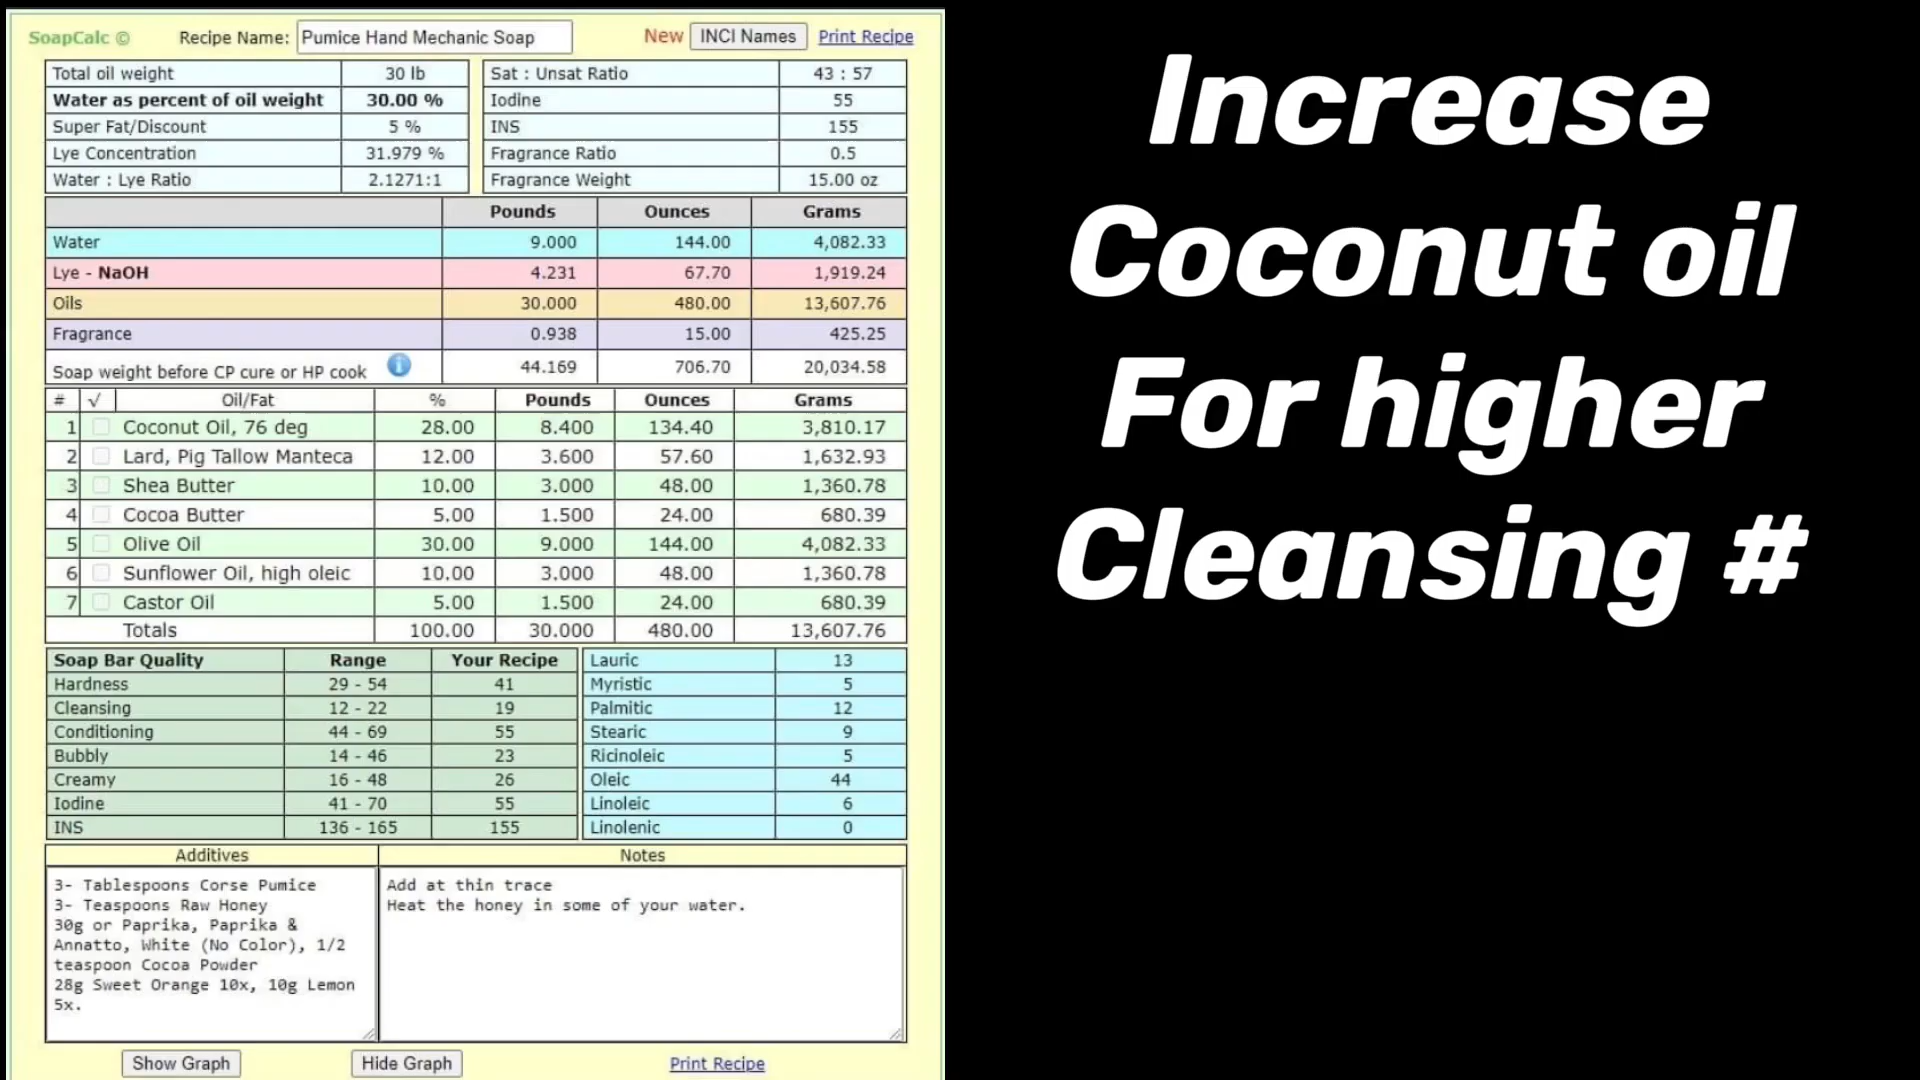 SoapCalc © Recipe Name: Pumice Hand Mechanic Soap New INCI Names Print Recipe
Total oil weight 30 lb Sat : Unsat Ratio 43 : 57
Water as percent of oil weight 30.00 % Iodine 55
Super Fat/Discount 5 % INS 155
Lye Concentration 31.979 % Fragrance Ratio 0.5
Water : Lye Ratio 2.1271:1 Fragrance Weight 15.00 oz
Pounds Ounces Grams
Water 9.000 144.00 4,082.33
Lye - NaOH 4.231 67.70 1,919.24
Oils 30.000 480.00 13,607.76
Fragrance 0.938 15.00 425.25
Soap weight before CP cure or HP cook i 44.169 706.70 20,034.58
# √ Oil/Fat % Pounds Ounces Grams
1 Coconut Oil, 76 deg 28.00 8.400 134.40 3,810.17
2 Lard, Pig Tallow Manteca 12.00 3.600 57.60 1,632.93
3 Shea Butter 10.00 3.000 48.00 1,360.78
4 Cocoa Butter 5.00 1.500 24.00 680.39
5 Olive Oil 30.00 9.000 144.00 4,082.33
6 Sunflower Oil, high oleic 10.00 3.000 48.00 1,360.78
7 Castor Oil 5.00 1.500 24.00 680.39
Totals 100.00 30.000 480.00 13,607.76
Soap Bar Quality Range Your Recipe Lauric 13
Hardness 29 - 54 41 Myristic 5
Cleansing 12 - 22 19 Palmitic 12
Conditioning 44 - 69 55 Stearic 9
Bubbly 14 - 46 23 Ricinoleic 5
Creamy 16 - 48 26 Oleic 44
Iodine 41 - 70 55 Linoleic 6
INS 136 - 165 155 Linolenic 0
Additives
3- Tablespoons Corse Pumice
3- Teaspoons Raw Honey
30g or Paprika, Paprika &
Annatto, White (No Color), 1/2
teaspoon Cocoa Powder
28g Sweet Orange 10x, 10g Lemon
5x.
Notes
Add at thin trace
Heat the honey in some of your water.
Show Graph Hide Graph Print Recipe
Increase
Coconut oil
For higher
Cleansing #